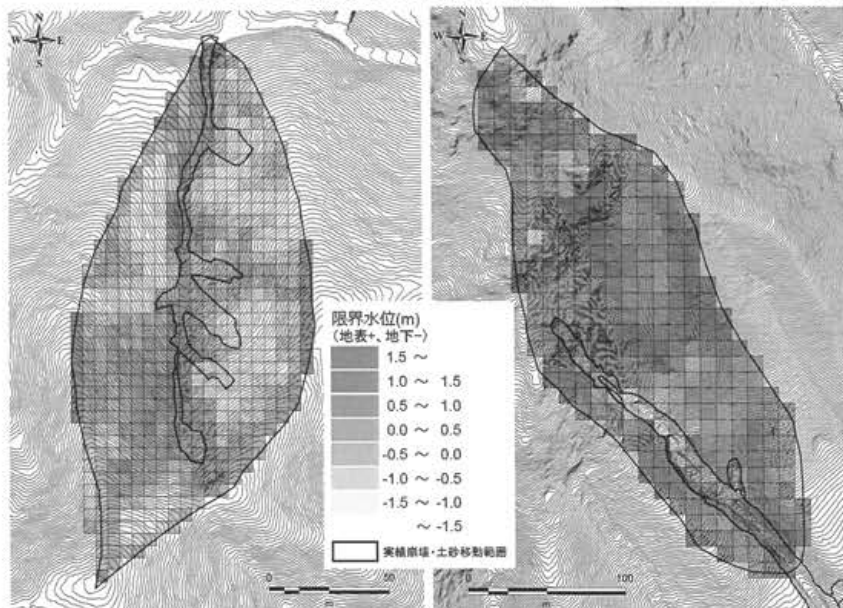 N
W E
S
N
W E
S
限界水位(m)
(地表+、地下−)
1.5 ～
1.0 ～ 1.5
0.5 ～ 1.0
0.0 ～ 0.5
-0.5 ～ 0.0
-1.0 ～ -0.5
-1.5 ～ -1.0
～ -1.5
実績崩壊・土砂移動範囲
0 50
m
0 100
m